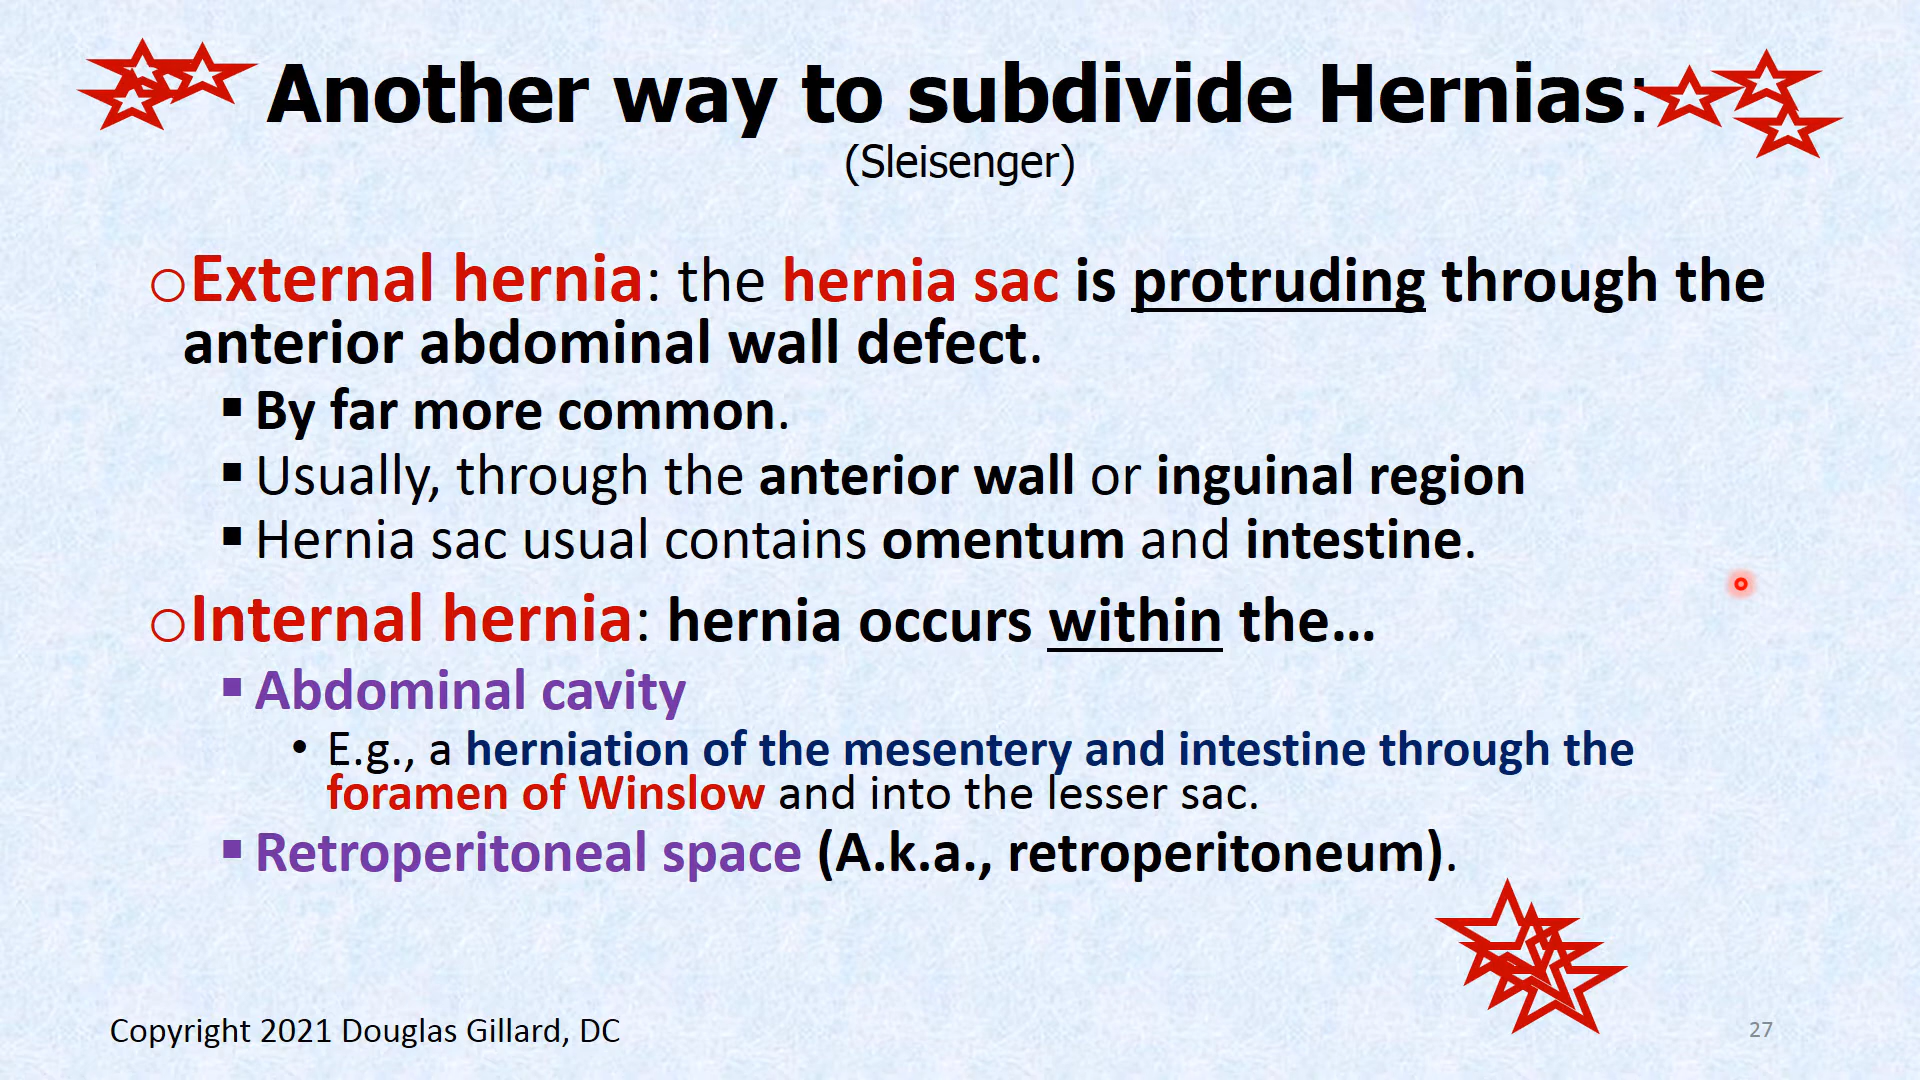 Another way to subdivide Hernias:
(Sleisenger)
○External hernia: the hernia sac is protruding through the
anterior abdominal wall defect.
▪ By far more common.
▪ Usually, through the anterior wall or inguinal region
▪ Hernia sac usual contains omentum and intestine.
○Internal hernia: hernia occurs within the…
▪ Abdominal cavity
• E.g., a herniation of the mesentery and intestine through the
foramen of Winslow and into the lesser sac.
▪ Retroperitoneal space (A.k.a., retroperitoneum).
Copyright 2021 Douglas Gillard, DC
27